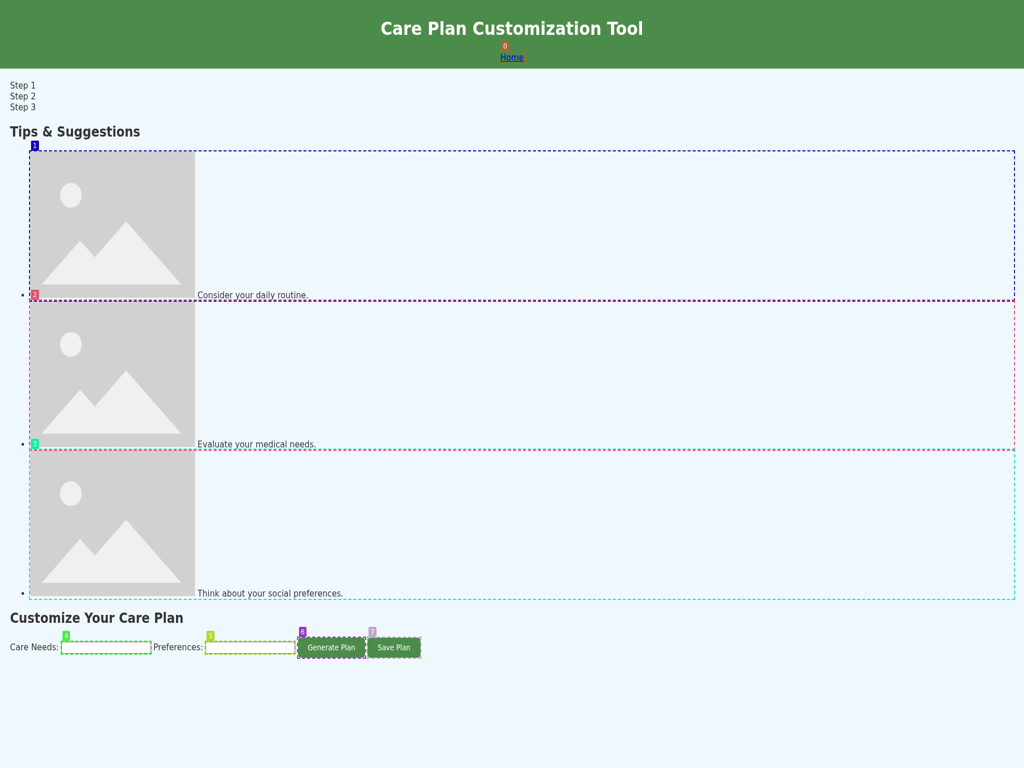 Care Plan Customization Tool
0
Home
Step 1
Step 2
Step 3
Tips & Suggestions
1
2
Consider your daily routine.
3
Evaluate your medical needs.
Think about your social preferences.
Customize Your Care Plan
4 5 6 7
Care Needs: Preferences: Generate Plan Save Plan